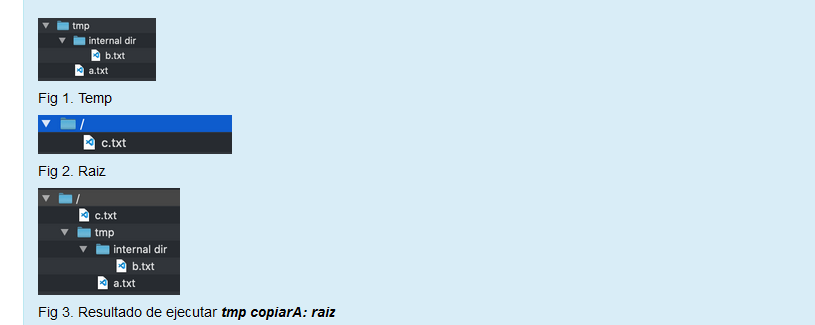 tmp
internal dir
b.txt
a.txt
Fig 1. Temp
/
c.txt
Fig 2. Raiz
/
c.txt
tmp
internal dir
b.txt
a.txt
Fig 3. Resultado de ejecutar tmp copiarA: raiz